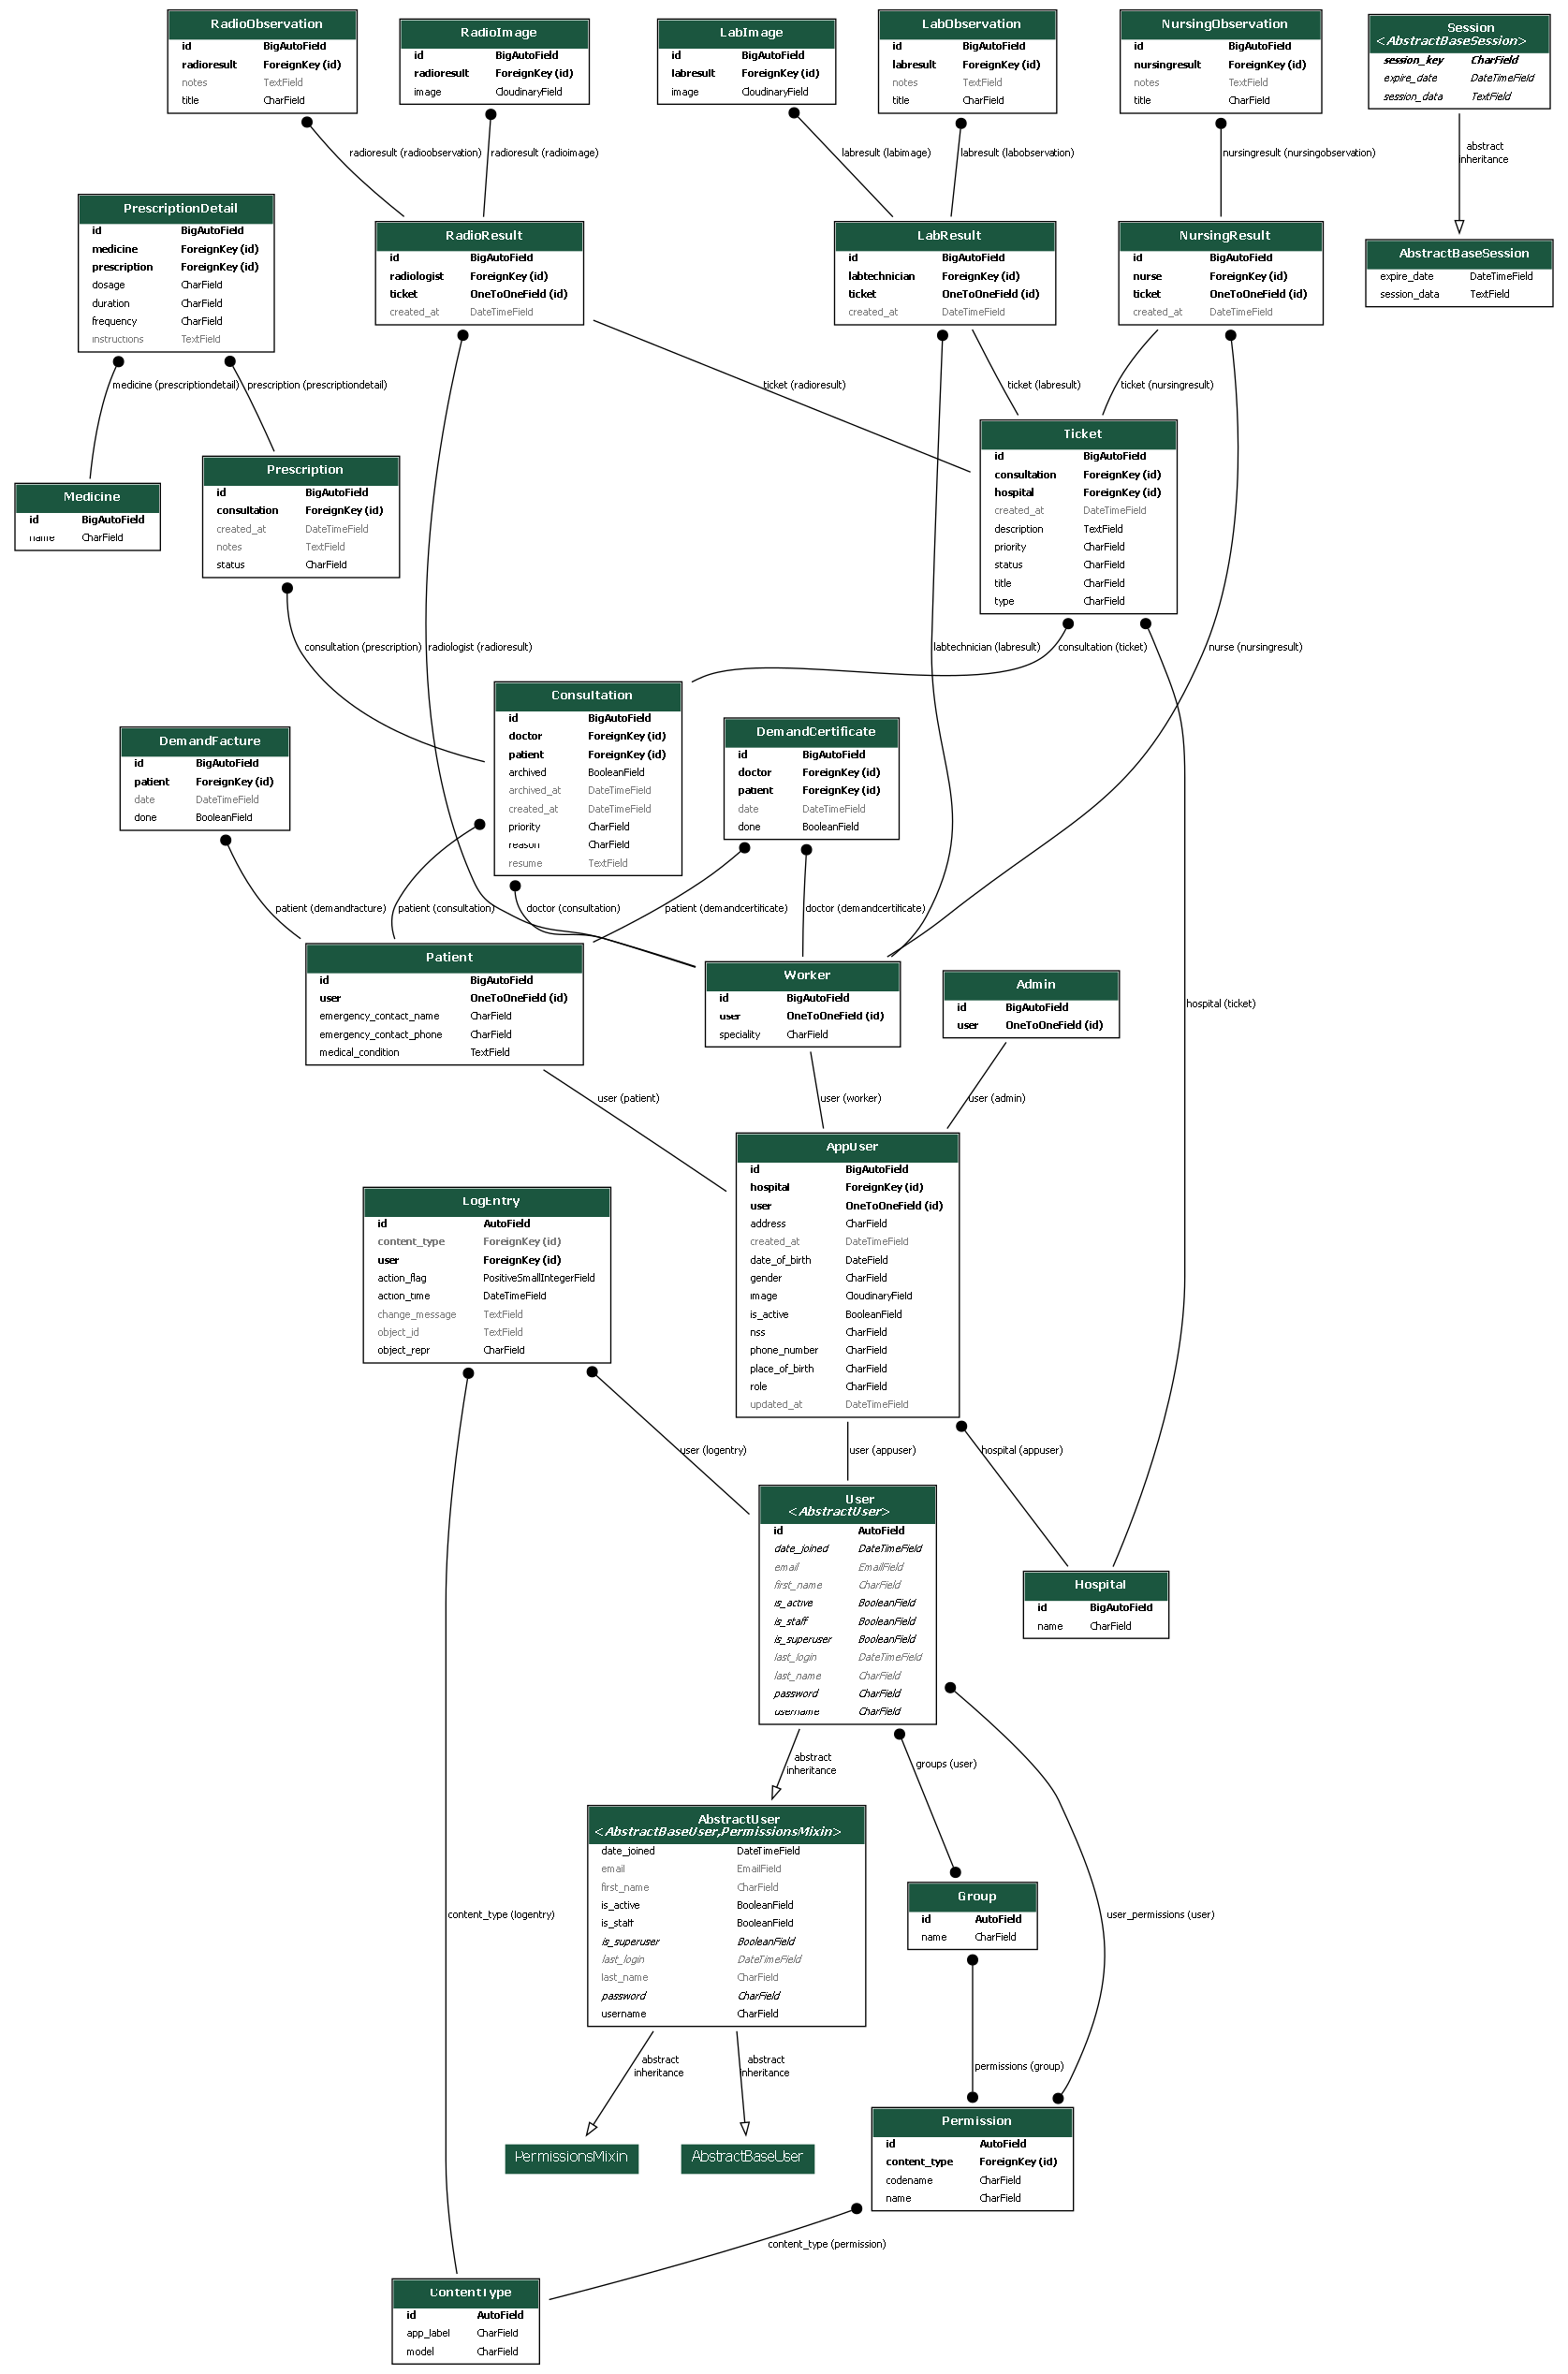 RadioObservation
id BigAutoField
radioresult ForeignKey (id)
notes TextField
title CharField
RadioImage
id BigAutoField
radioresult ForeignKey (id)
image CloudinaryField
LabImage
id BigAutoField
labresult ForeignKey (id)
image CloudinaryField
LabObservation
id BigAutoField
labresult ForeignKey (id)
notes TextField
title CharField
NursingObservation
id BigAutoField
nursingresult ForeignKey (id)
notes TextField
title CharField
Session
<AbstractBaseSession>
session_key CharField
expire_date DateTimeField
session_data TextField
radioresult (radioobservation)
radioresult (radioimage)
labresult (labimage)
labresult (labobservation)
nursingresult (nursingobservation)
abstract
inheritance
PrescriptionDetail
id BigAutoField
medicine ForeignKey (id)
prescription ForeignKey (id)
dosage CharField
duration CharField
frequency CharField
instructions TextField
RadioResult
id BigAutoField
radiologist ForeignKey (id)
ticket OneToOneField (id)
created_at DateTimeField
LabResult
id BigAutoField
labtechnician ForeignKey (id)
ticket OneToOneField (id)
created_at DateTimeField
NursingResult
id BigAutoField
nurse ForeignKey (id)
ticket OneToOneField (id)
created_at DateTimeField
AbstractBaseSession
expire_date DateTimeField
session_data TextField
medicine (prescriptiondetail)
prescription (prescriptiondetail)
ticket (radioresult)
ticket (labresult)
ticket (nursingresult)
Medicine
id BigAutoField
name CharField
Prescription
id BigAutoField
consultation ForeignKey (id)
created_at DateTimeField
notes TextField
status CharField
Ticket
id BigAutoField
consultation ForeignKey (id)
hospital ForeignKey (id)
created_at DateTimeField
description TextField
priority CharField
status CharField
title CharField
type CharField
consultation (prescription)
radiologist (radioresult)
labtechnician (labresult)
consultation (ticket)
nurse (nursingresult)
DemandFacture
id BigAutoField
patient ForeignKey (id)
date DateTimeField
done BooleanField
Consultation
id BigAutoField
doctor ForeignKey (id)
patient ForeignKey (id)
archived BooleanField
archived_at DateTimeField
created_at DateTimeField
priority CharField
reason CharField
resume TextField
DemandCertificate
id BigAutoField
doctor ForeignKey (id)
patient ForeignKey (id)
date DateTimeField
done BooleanField
patient (demandfacture)
patient (consultation)
doctor (consultation)
patient (demandcertificate)
doctor (demandcertificate)
Patient
id BigAutoField
user OneToOneField (id)
emergency_contact_name CharField
emergency_contact_phone CharField
medical_condition TextField
Worker
id BigAutoField
user OneToOneField (id)
speciality CharField
Admin
id BigAutoField
user OneToOneField (id)
hospital (ticket)
user (patient)
user (worker)
user (admin)
AppUser
id BigAutoField
hospital ForeignKey (id)
user OneToOneField (id)
address CharField
created_at DateTimeField
date_of_birth DateField
gender CharField
image CloudinaryField
is_active BooleanField
nss CharField
phone_number CharField
place_of_birth CharField
role CharField
updated_at DateTimeField
LogEntry
id AutoField
content_type ForeignKey (id)
user ForeignKey (id)
action_flag PositiveSmallIntegerField
action_time DateTimeField
change_message TextField
object_id TextField
object_repr CharField
user (logentry)
user (appuser)
hospital (appuser)
User
<AbstractUser>
id AutoField
date_joined DateTimeField
email EmailField
first_name CharField
is_active BooleanField
is_staff BooleanField
is_superuser BooleanField
last_login DateTimeField
last_name CharField
password CharField
username CharField
Hospital
id BigAutoField
name CharField
abstract
inheritance
groups (user)
AbstractUser
<AbstractBaseUser,PermissionsMixin>
date_joined DateTimeField
email EmailField
first_name CharField
is_active BooleanField
is_staff BooleanField
is_superuser BooleanField
last_login DateTimeField
last_name CharField
password CharField
username CharField
Group
id AutoField
name CharField
content_type (logentry)
user_permissions (user)
abstract
inheritance
abstract
inheritance
permissions (group)
PermissionsMixin
AbstractBaseUser
Permission
id AutoField
content_type ForeignKey (id)
codename CharField
name CharField
content_type (permission)
ContentType
id AutoField
app_label CharField
model CharField